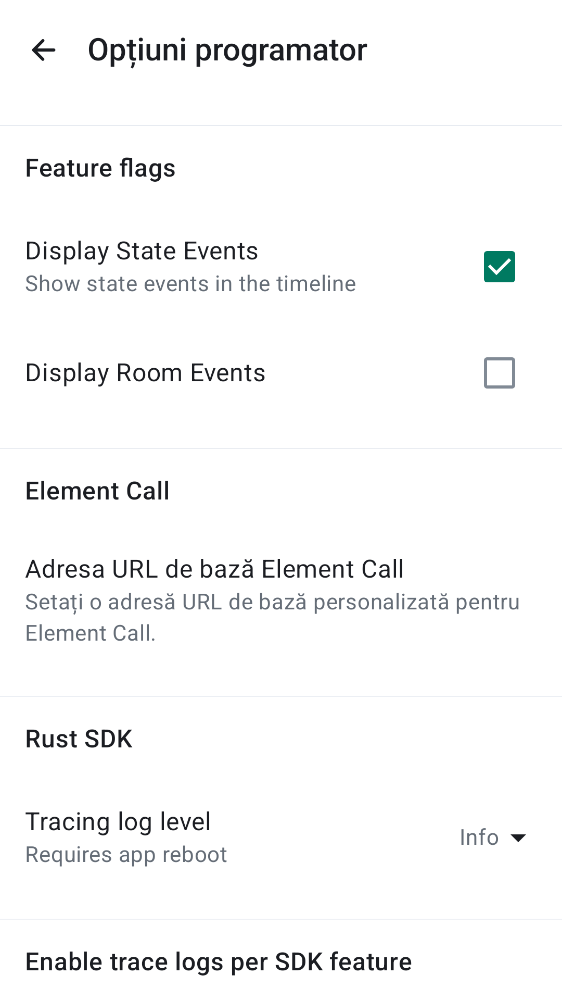 Opțiuni programator
Feature flags
Display State Events
Show state events in the timeline
Display Room Events
Element Call
Adresa URL de bază Element Call
Setați o adresă URL de bază personalizată pentru
Element Call.
Rust SDK
Tracing log level
Requires app reboot
Info
Enable trace logs per SDK feature